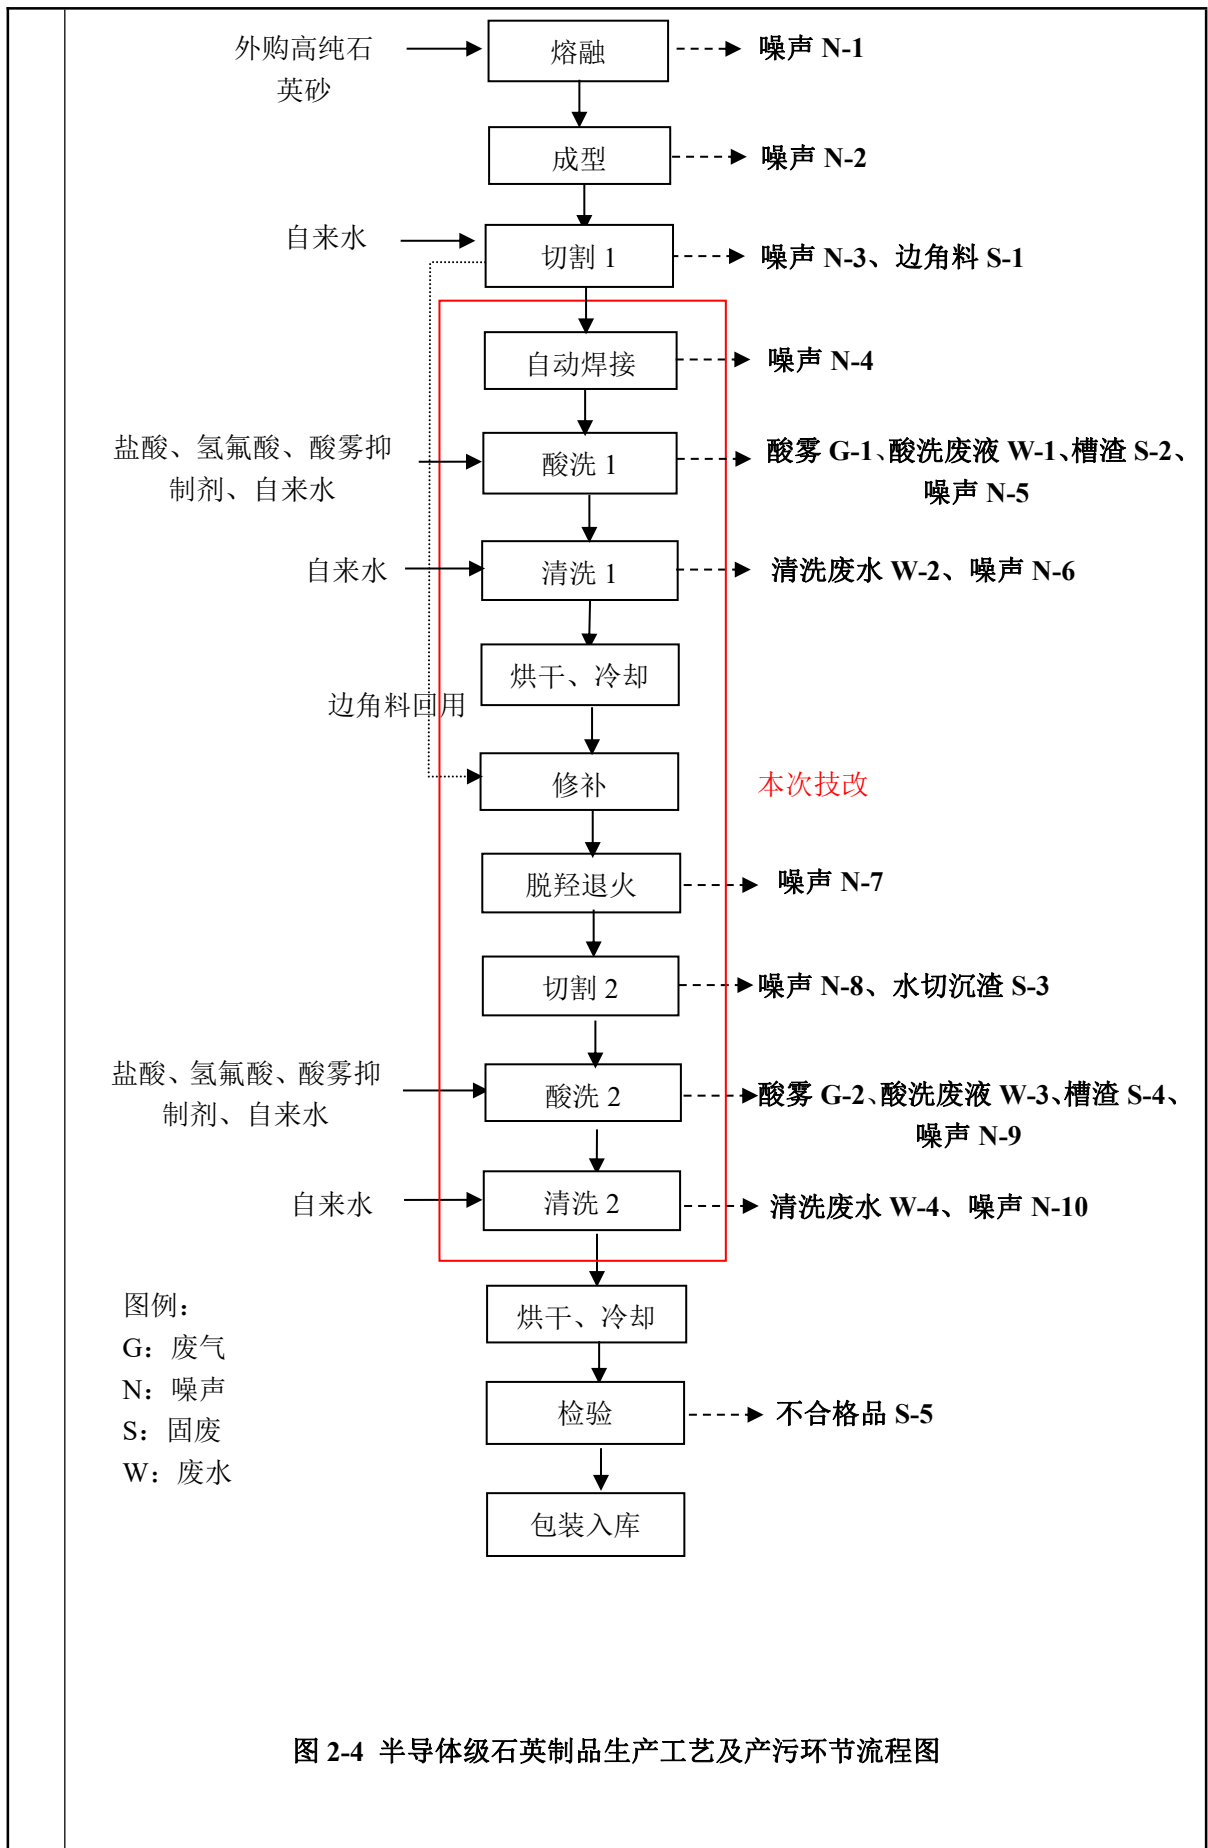 外购高纯石
英砂
熔融
噪声 N-1
成型
噪声 N-2
自来水
切割 1
噪声 N-3、边角料 S-1
自动焊接
噪声 N-4
盐酸、氢氟酸、酸雾抑
制剂、自来水
酸洗 1
酸雾 G-1、酸洗废液 W-1、槽渣 S-2、
噪声 N-5
自来水
清洗 1
清洗废水 W-2、噪声 N-6
烘干、冷却
边角料回用
修补
本次技改
脱羟退火
噪声 N-7
切割 2
噪声 N-8、水切沉渣 S-3
盐酸、氢氟酸、酸雾抑
制剂、自来水
酸洗 2
酸雾 G-2、酸洗废液 W-3、槽渣 S-4、
噪声 N-9
自来水
清洗 2
清洗废水 W-4、噪声 N-10
烘干、冷却
检验
不合格品 S-5
包装入库
图例：
G：废气
N：噪声
S：固废
W：废水
图 2-4 半导体级石英制品生产工艺及产污环节流程图